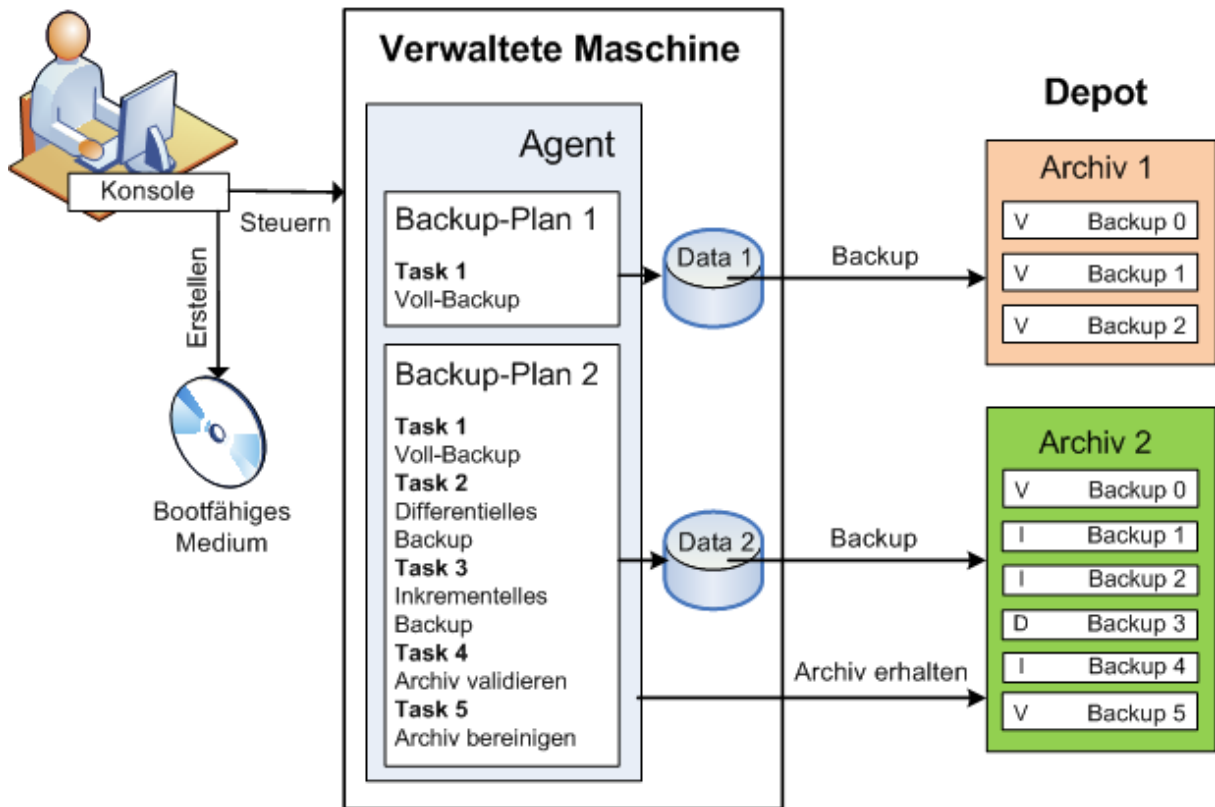 Konsole
Steuern
Erstellen
Bootfähiges
Medium
Verwaltete Maschine
Agent
Backup-Plan 1
Task 1
Voll-Backup
Backup-Plan 2
Task 1
Voll-Backup
Task 2
Differentielles
Backup
Task 3
Inkrementelles
Backup
Task 4
Archiv validieren
Task 5
Archiv bereinigen
Data 1
Backup
Data 2
Backup
Archiv erhalten
Depot
Archiv 1
V Backup 0
V Backup 1
V Backup 2
Archiv 2
V Backup 0
I Backup 1
I Backup 2
D Backup 3
I Backup 4
V Backup 5